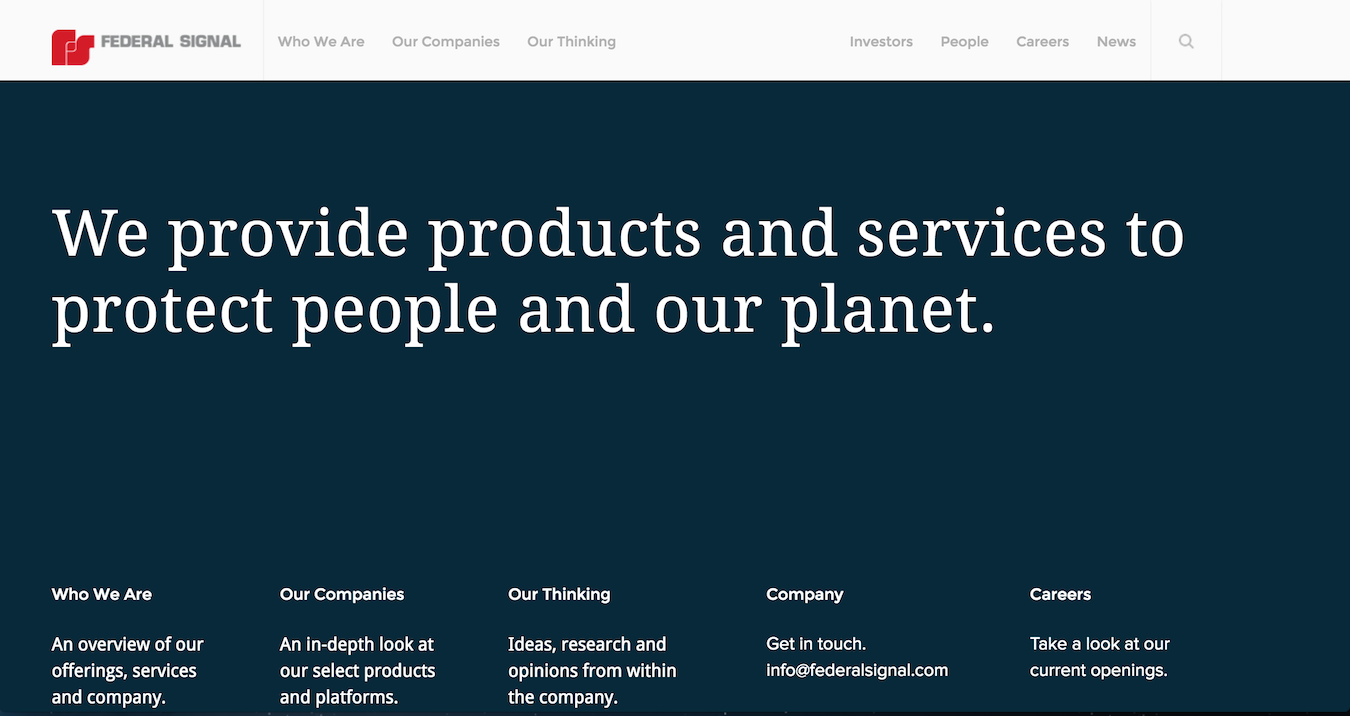 FEDERAL SIGNAL
Who We Are
Our Companies
Our Thinking
Investors
People
Careers
News
We provide products and services to
protect people and our planet.
Who We Are
An overview of our
offerings, services
and company.
Our Companies
An in-depth look at
our select products
and platforms.
Our Thinking
Ideas, research and
opinions from within
the company.
Company
Get in touch.
info@federalsignal.com
Careers
Take a look at our
current openings.